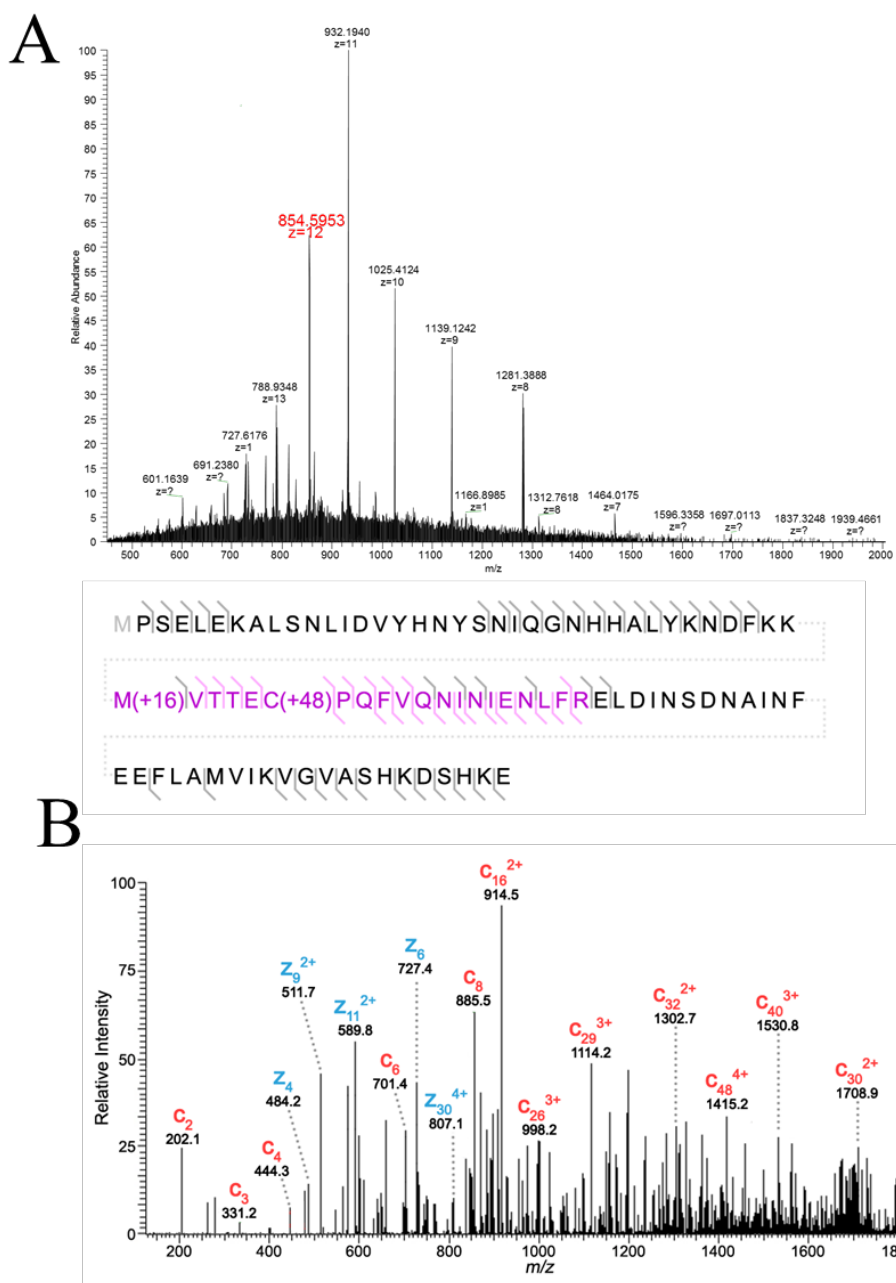 A
932.1940
z=11
854.5953
z=12
1025.4124
z=10
1139.1242
z=9
1281.3888
z=8
788.9348
z=13
727.6176
z=1
691.2380
z=?
601.1639
z=?
1166.8985
z=1
1312.7618
z=8
1464.0175
z=7
1596.3358
z=?
1697.0113
z=?
1837.3248
z=?
1939.4661
z=?
Relative Abundance
100
95
90
85
80
75
70
65
60
55
50
45
40
35
30
25
20
15
10
5
0
500 600 700 800 900 1000 1100 1200 1300 1400 1500 1600 1700 1800 1900 2000
m/z
MPSELEKALSNLIDVYHNYSNIQGNHHALYKNDFKK
M(+16)VTTEC(+48)PQFVQNINIENLFRELDINSDNAINF
EEFLAMVIKVGVASHKDSHKE
B
Relative Intensity
100
75
50
25
0
C2
202.1
C3
331.2
C4
444.3
Z4
484.2
Z9 2+
511.7
Z11 2+
589.8
C6
701.4
Z6
727.4
Z30 4+
807.1
C8
885.5
C16 2+
914.5
C26 3+
998.2
C29 3+
1114.2
C32 2+
1302.7
C48 4+
1415.2
C40 3+
1530.8
C30 2+
1708.9
200 400 600 800 1000 1200 1400 1600 18
m/z